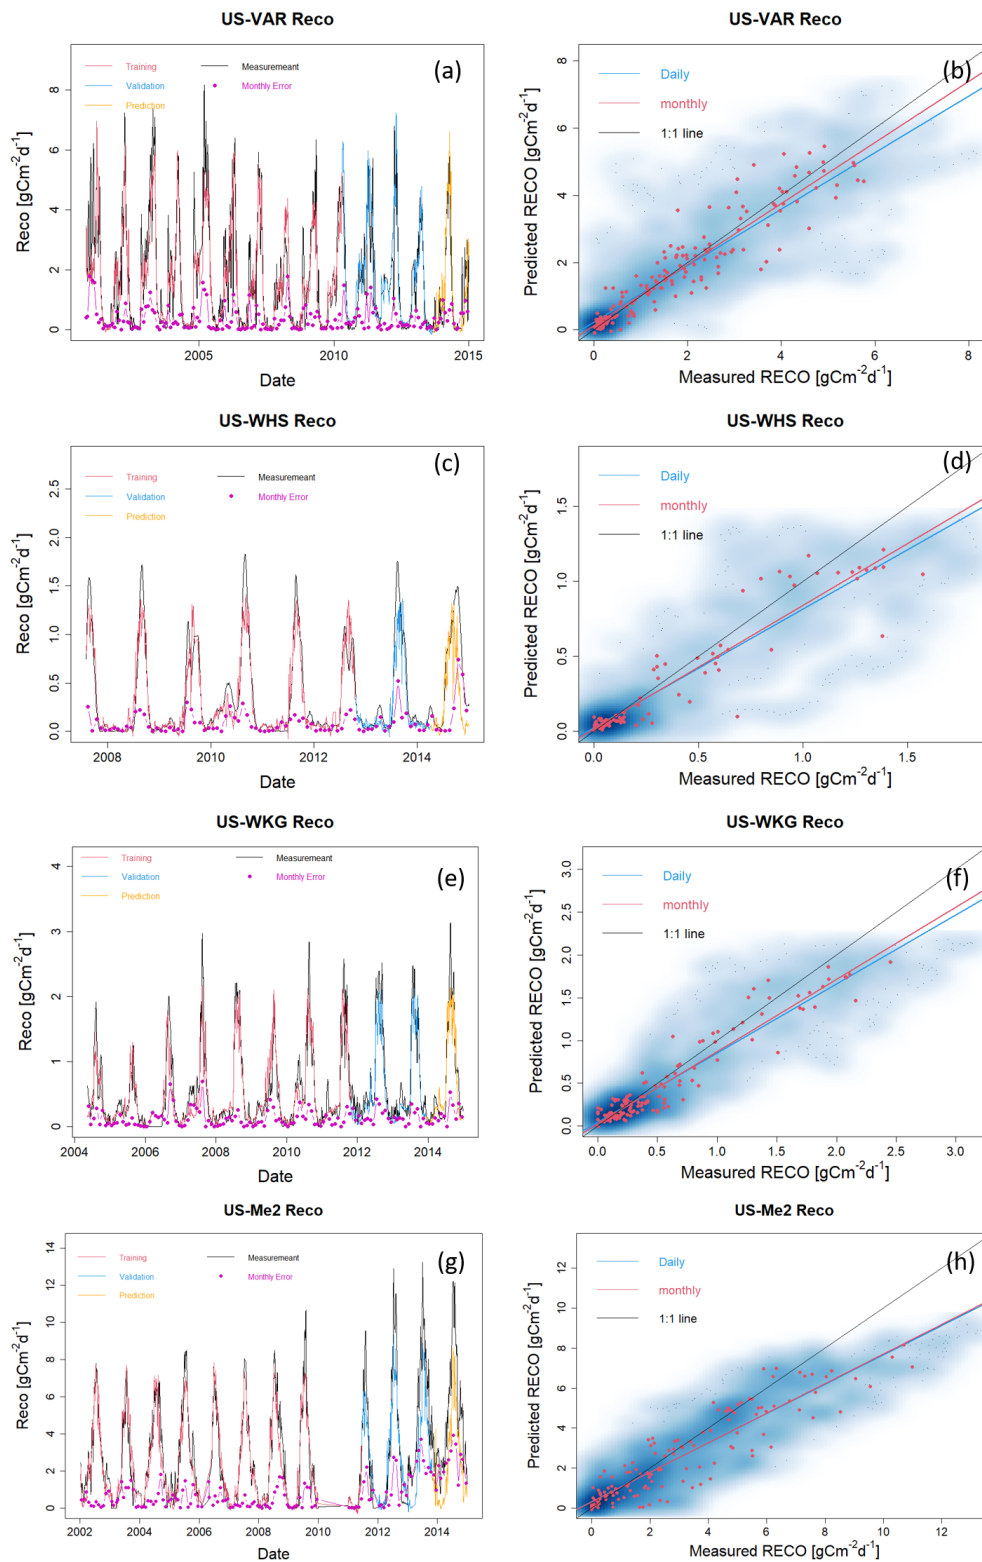 US-VAR Reco
US-VAR Reco
(a)
Training
Measuremeant
Validation
Monthly Error
Prediction
Reco [gCm-2d-1]
0 2 4 6 8
2005 2010 2015
Date
(b)
Daily
monthly
1:1 line
Predicted RECO [gCm-2d-1]
0 2 4 6 8
0 2 4 6 8
Measured RECO [gCm-2d-1]
US-WHS Reco
US-WHS Reco
(c)
Training
Measuremeant
Validation
Monthly Error
Prediction
Reco [gCm-2d-1]
0.0 0.5 1.0 1.5 2.0 2.5
2008 2010 2012 2014
Date
(d)
Daily
monthly
1:1 line
Predicted RECO [gCm-2d-1]
0.0 0.5 1.0 1.5
0.0 0.5 1.0 1.5
Measured RECO [gCm-2d-1]
US-WKG Reco
US-WKG Reco
(e)
Training
Measuremeant
Validation
Monthly Error
Prediction
Reco [gCm-2d-1]
0 1 2 3 4
2004 2006 2008 2010 2012 2014
Date
(f)
Daily
monthly
1:1 line
Predicted RECO [gCm-2d-1]
0.0 0.5 1.0 1.5 2.0 2.5 3.0
0.0 0.5 1.0 1.5 2.0 2.5 3.0
Measured RECO [gCm-2d-1]
US-Me2 Reco
US-Me2 Reco
(g)
Training
Measuremeant
Validation
Monthly Error
Prediction
Reco [gCm-2d-1]
0 2 4 6 8 10 12 14
2002 2004 2006 2008 2010 2012 2014
Date
(h)
Daily
monthly
1:1 line
Predicted RECO [gCm-2d-1]
0 2 4 6 8 10 12
0 2 4 6 8 10 12
Measured RECO [gCm-2d-1]